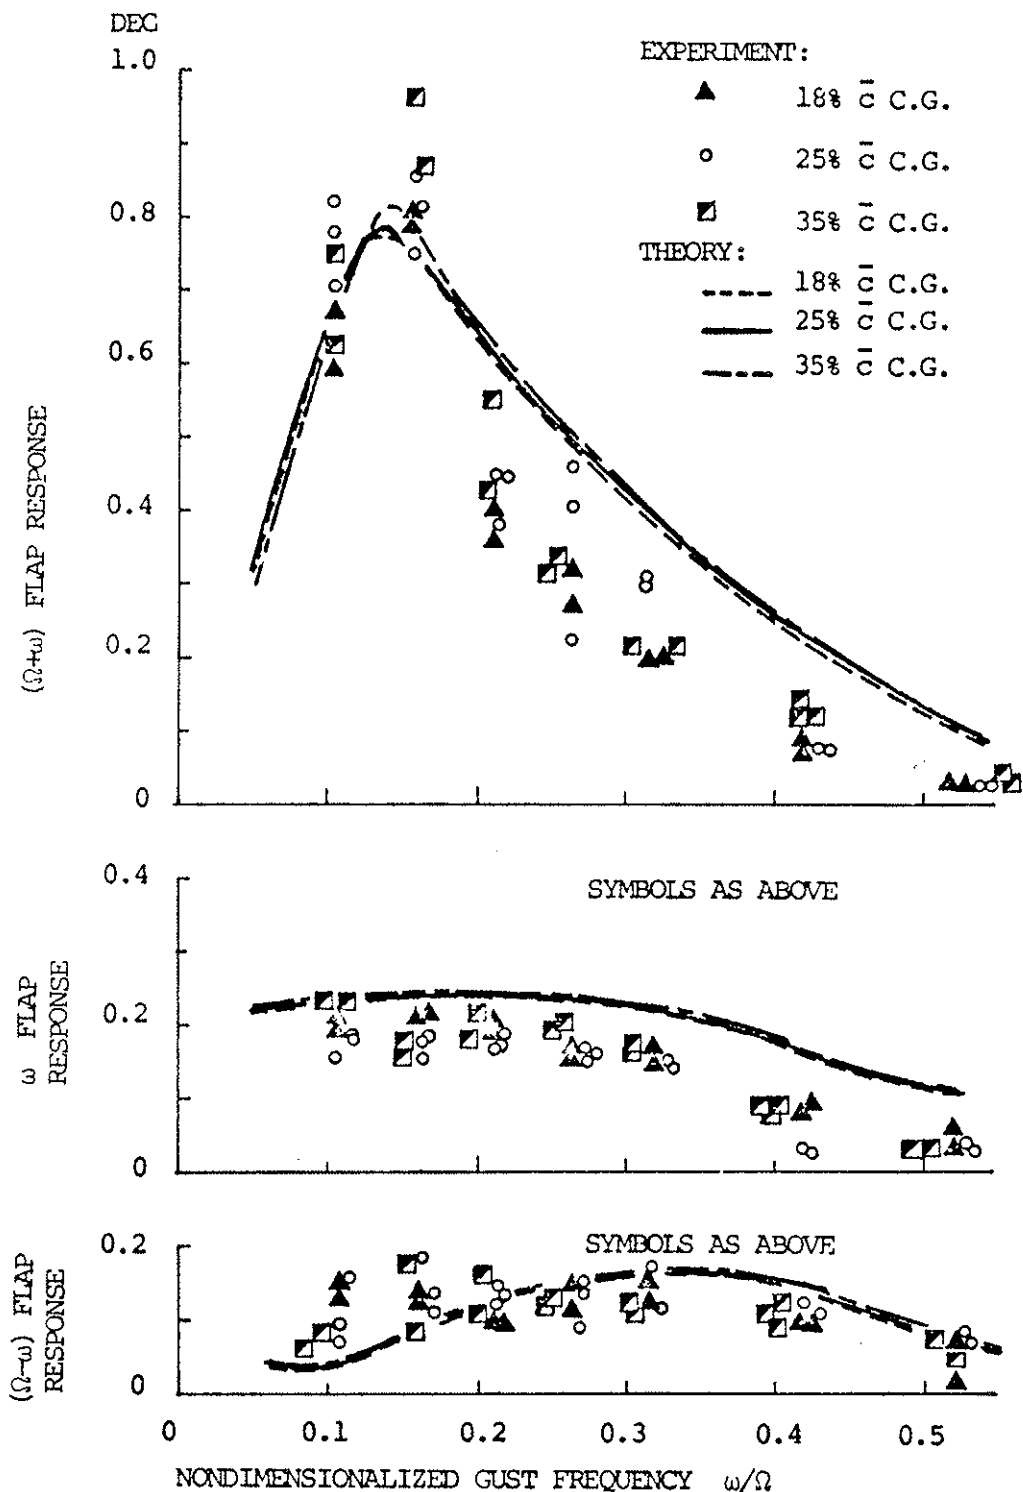 DEG
1.0
0.8
0.6
0.4
0.2
0
(Ω+ω) FLAP RESPONSE
EXPERIMENT:
18% c̄ C.G.
25% c̄ C.G.
35% c̄ C.G.
THEORY:
18% c̄ C.G.
25% c̄ C.G.
35% c̄ C.G.
0.4
0.2
0
ω FLAP
RESPONSE
SYMBOLS AS ABOVE
0.2
0
(Ω-ω) FLAP
RESPONSE
SYMBOLS AS ABOVE
0 0.1 0.2 0.3 0.4 0.5
NONDIMENSIONALIZED GUST FREQUENCY ω/Ω